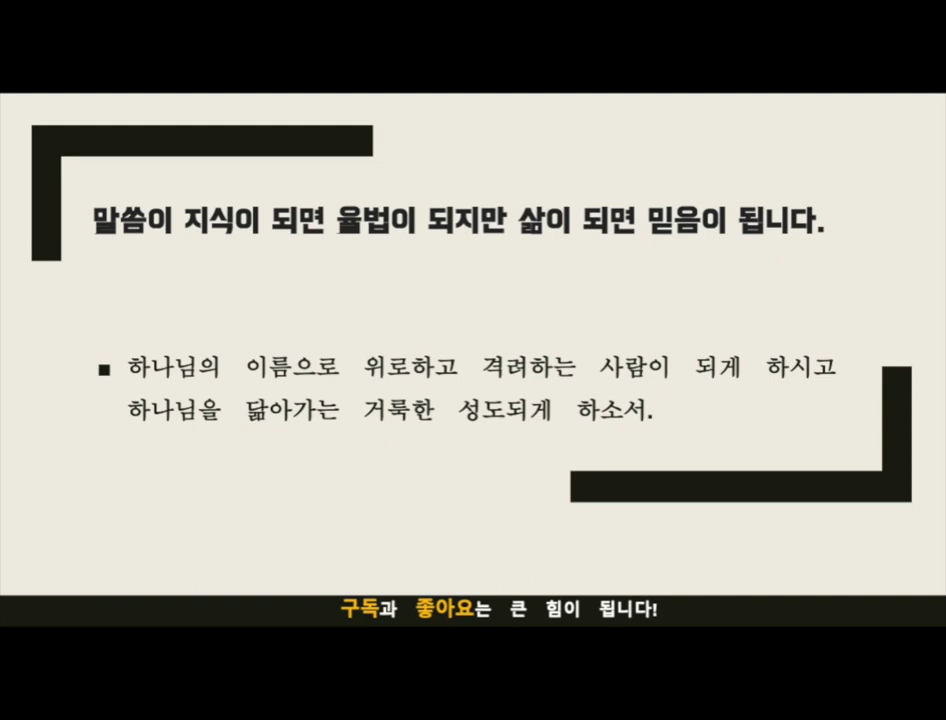 말씀이 지식이 되면 율법이 되지만 삶이 되면 믿음이 됩니다.
■ 하나님의 이름으로 위로하고 격려하는 사람이 되게 하시고
하나님을 닮아가는 거룩한 성도되게 하소서.
구독과 좋아요는 큰 힘이 됩니다!